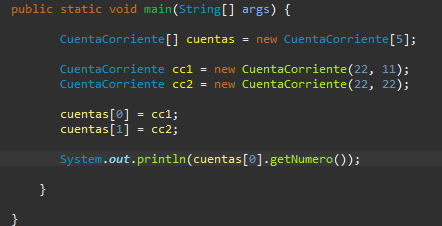 public static void main(String[] args) {
CuentaCorriente[] cuentas = new CuentaCorriente[5];
CuentaCorriente cc1 = new CuentaCorriente(22, 11);
CuentaCorriente cc2 = new CuentaCorriente(22, 22);
cuentas[0] = cc1;
cuentas[1] = cc2;
System.out.println(cuentas[0].getNumero());
}
}